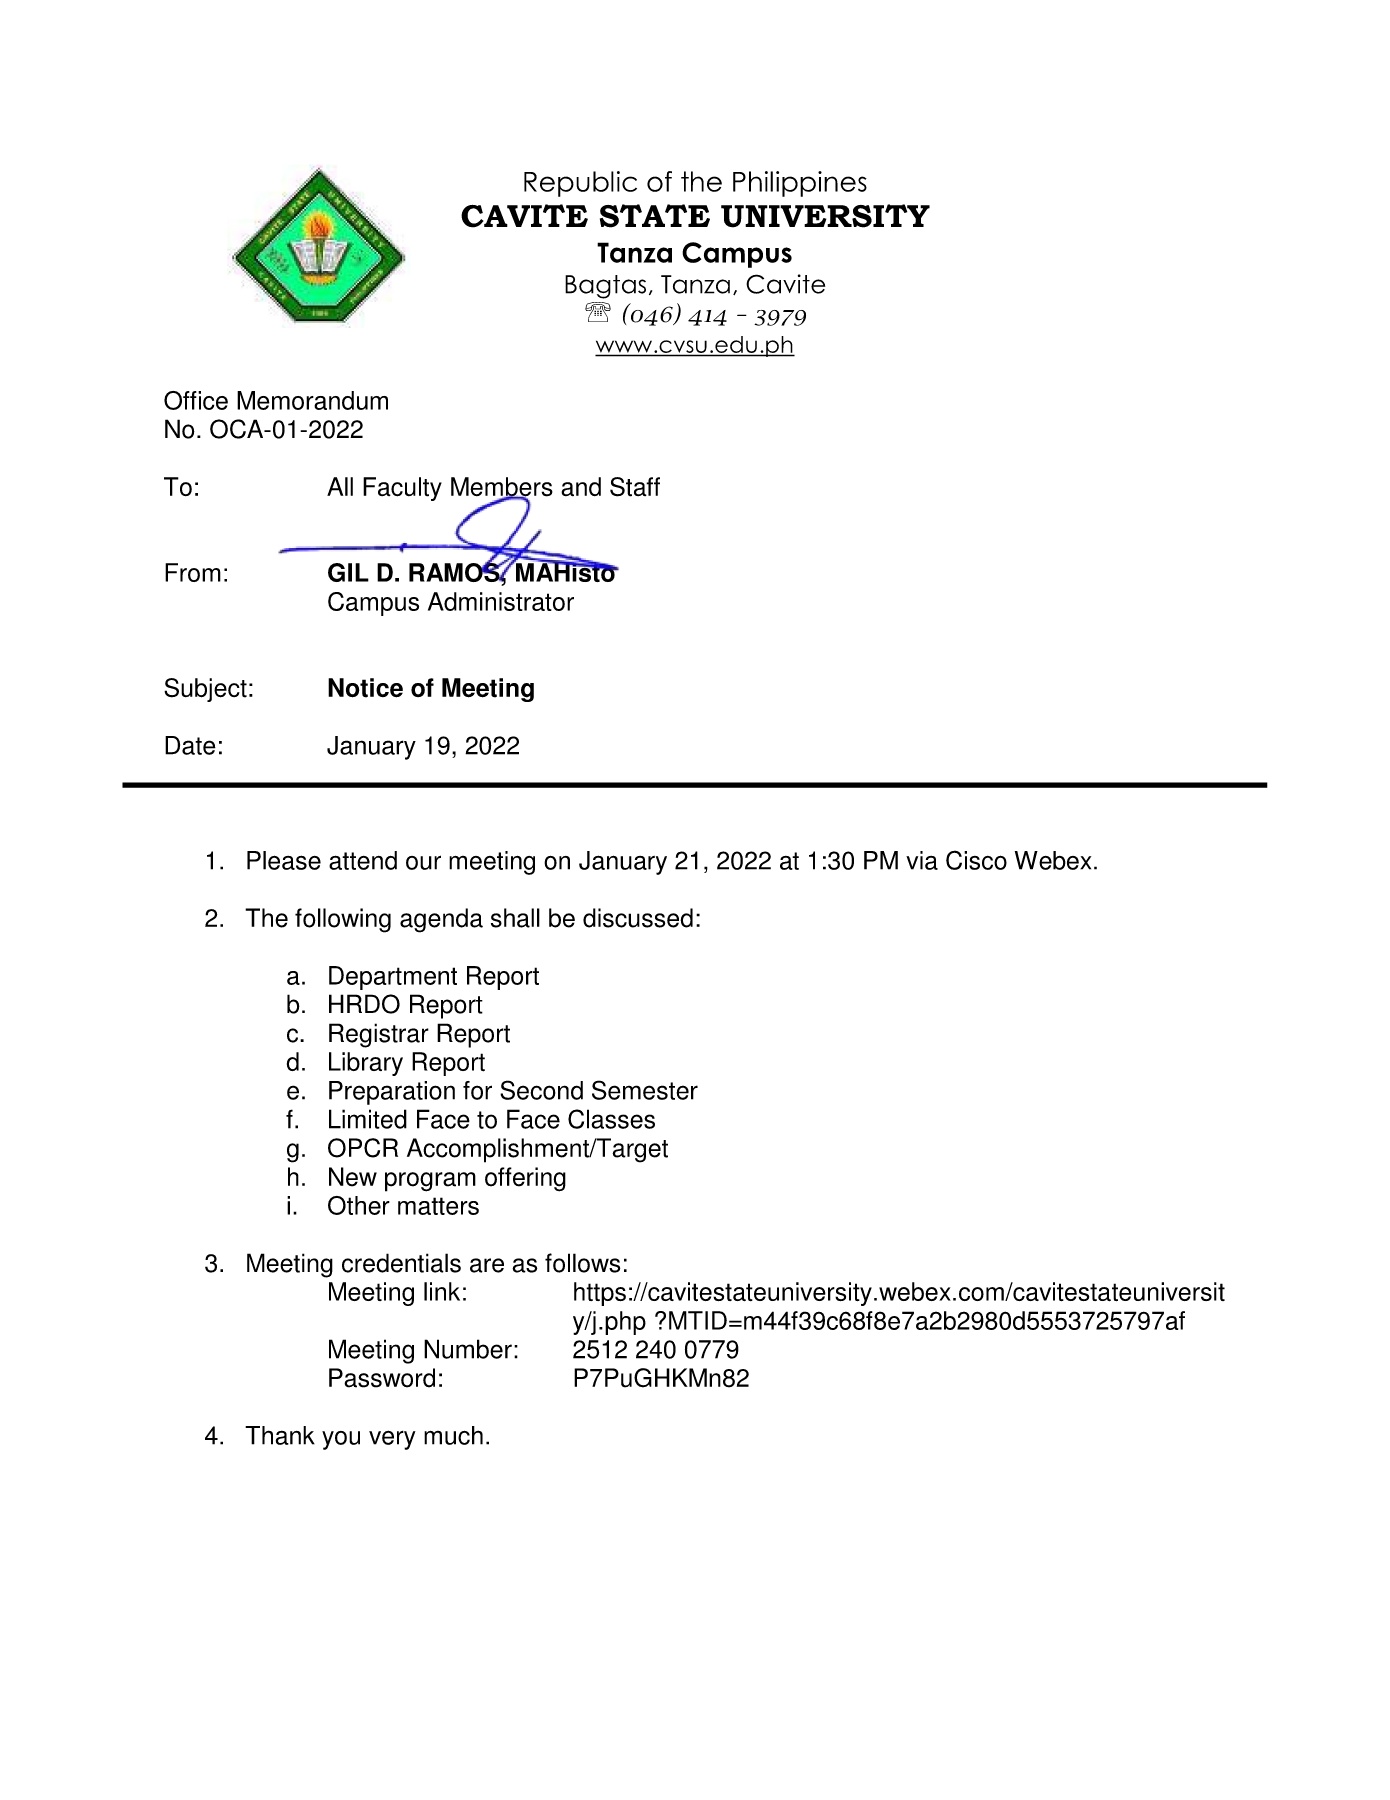 Republic of the Philippines
CAVITE STATE UNIVERSITY
Tanza Campus
Bagtas, Tanza, Cavite
☏ (046) 414 - 3979
www.cvsu.edu.ph
CAVITE STATE UNIVERSITY
CAVITE
Office Memorandum
No. OCA-01-2022
To: All Faculty Members and Staff
From: GIL D. RAMOS, MAHisto
Campus Administrator
Subject: Notice of Meeting
Date: January 19, 2022
1. Please attend our meeting on January 21, 2022 at 1:30 PM via Cisco Webex.
2. The following agenda shall be discussed:
a. Department Report
b. HRDO Report
c. Registrar Report
d. Library Report
e. Preparation for Second Semester
f. Limited Face to Face Classes
g. OPCR Accomplishment/Target
h. New program offering
i. Other matters
3. Meeting credentials are as follows:
Meeting link: https://cavitestateuniversity.webex.com/cavitestateuniversit
y/j.php ?MTID=m44f39c68f8e7a2b2980d5553725797af
Meeting Number: 2512 240 0779
Password: P7PuGHKMn82
4. Thank you very much.